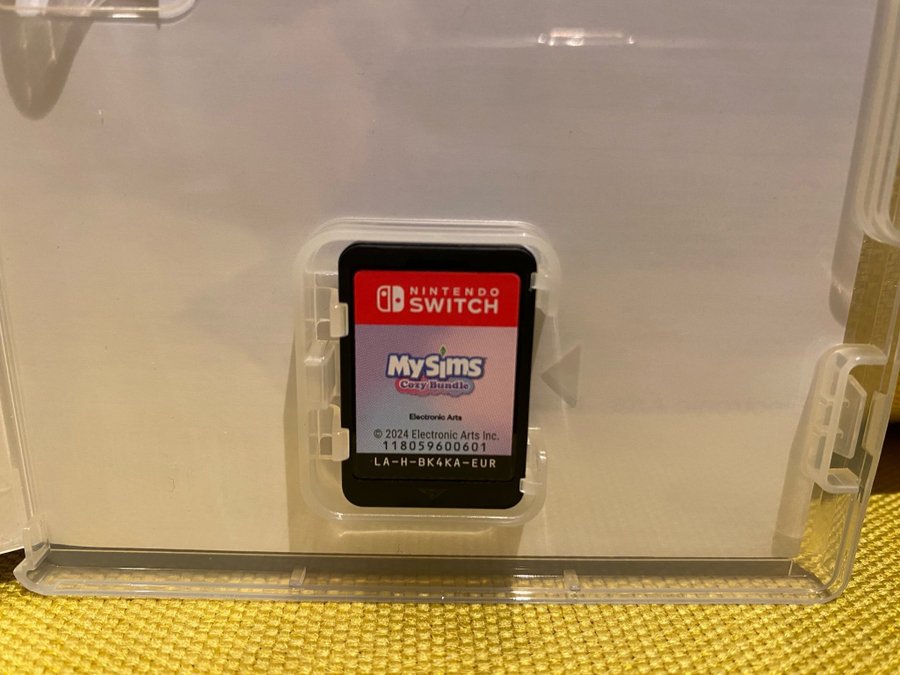 NINTENDO
SWITCH
MySims
Cozy Bundle
Electronic Arts
© 2024 Electronic Arts Inc.
118059600601
LA-H-BK4KA-EUR